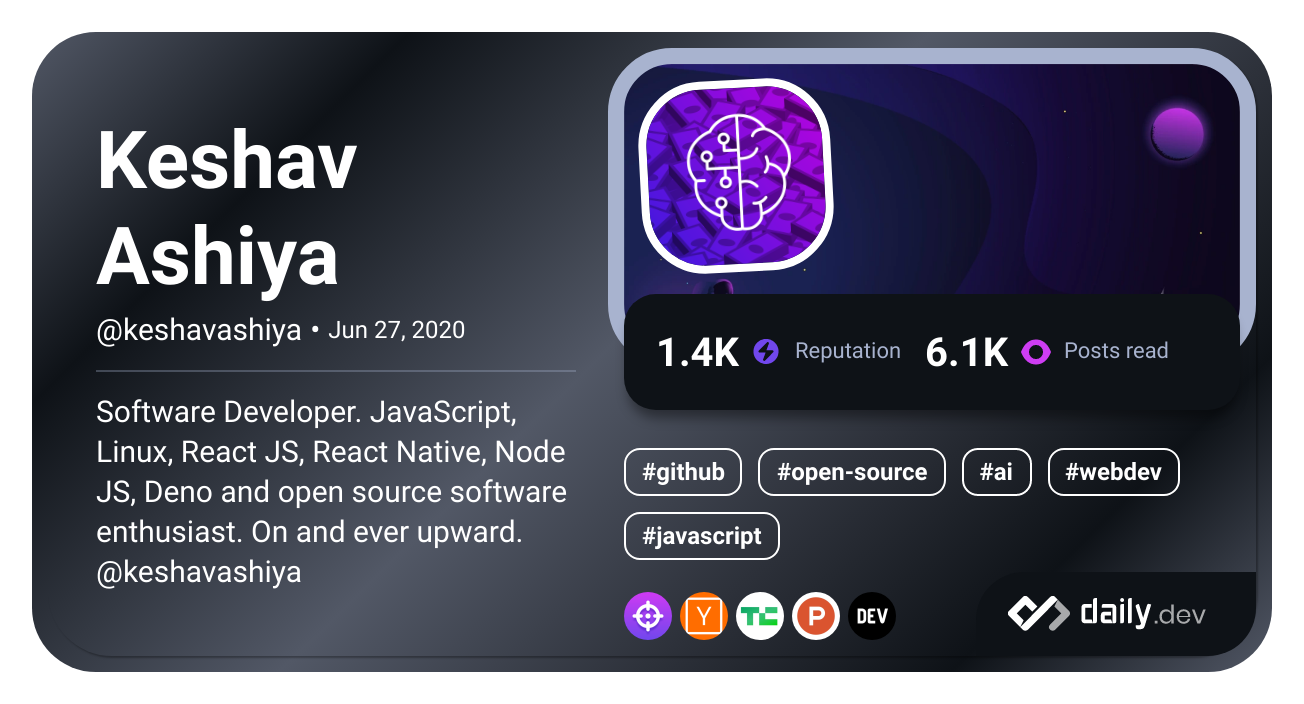 Keshav
Ashiya
@keshavashiya • Jun 27, 2020
Software Developer. JavaScript,
Linux, React JS, React Native, Node
JS, Deno and open source software
enthusiast. On and ever upward.
@keshavashiya
1.4K Reputation 6.1K Posts read
#github #open-source #ai #webdev
#javascript
Y TC P DEV
daily.dev